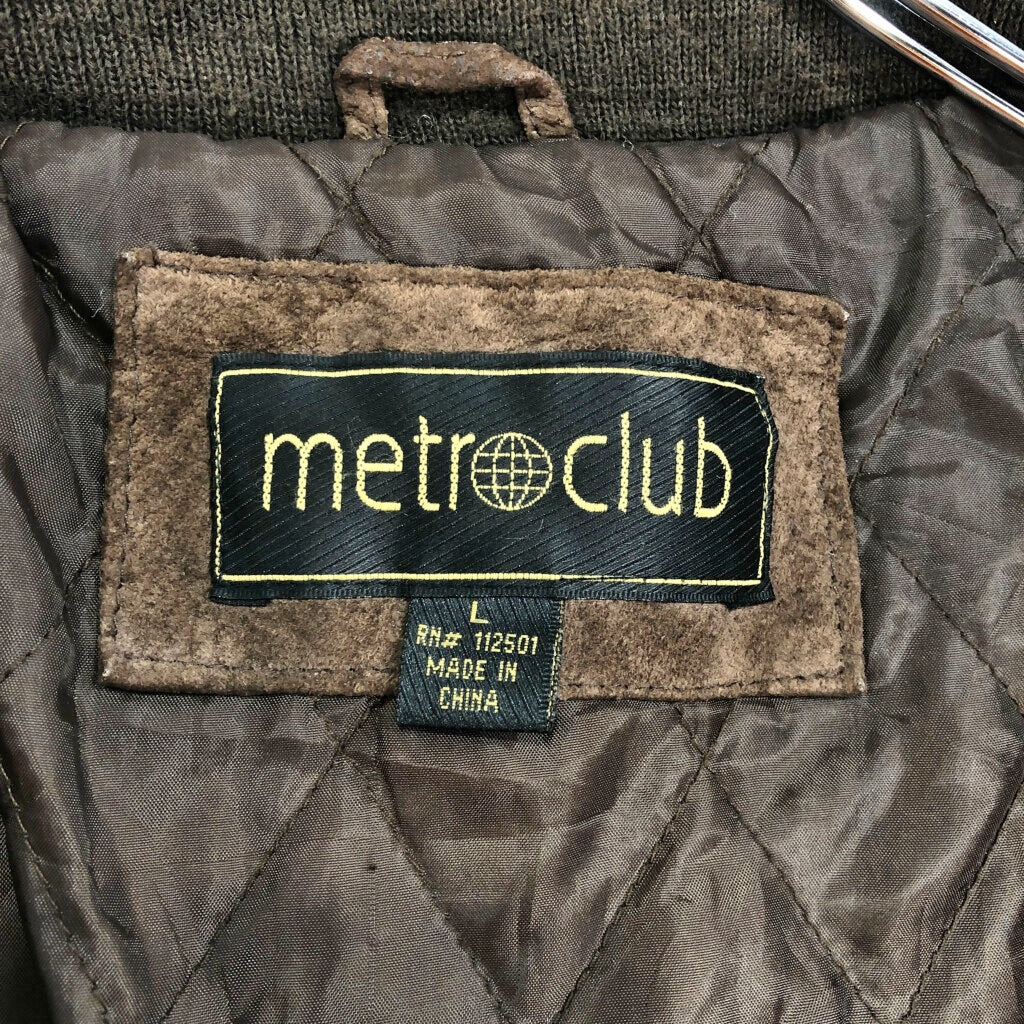 metroclub
L
RN# 112501
MADE IN
CHINA